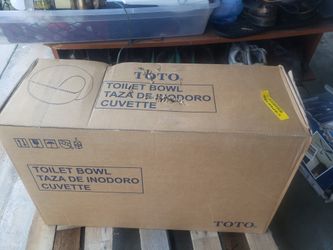 TOTO
TOILET BOWL
TAZA DE INODORO
CUVETTE
TOILET BOWL
TAZA DE INODORO
CUVETTE
TOTO